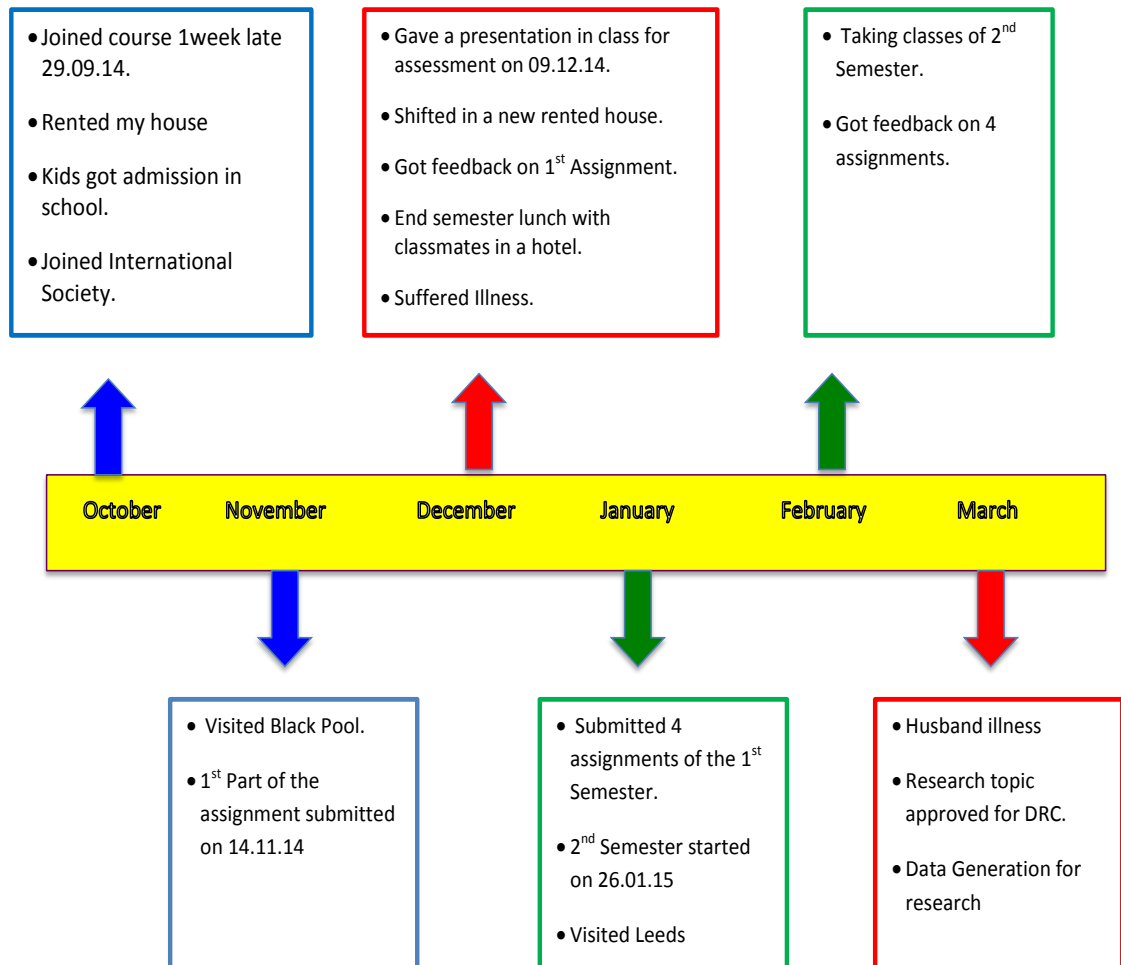 •Joined course 1week late
29.09.14.
•Rented my house
•Kids got admission in
school.
•Joined International
Society.
•Gave a presentation in class for
assessment on 09.12.14.
•Shifted in a new rented house.
•Got feedback on 1st Assignment.
•End semester lunch with
classmates in a hotel.
•Suffered Illness.
• Taking classes of 2nd
Semester.
•Got feedback on 4
assignments.
October November December January February March
• Visited Black Pool.
•1st Part of the
assignment submitted
on 14.11.14
• Submitted 4
assignments of the 1st
Semester.
•2nd Semester started
on 26.01.15
•Visited Leeds
•Husband illness
•Research topic
approved for DRC.
•Data Generation for
research